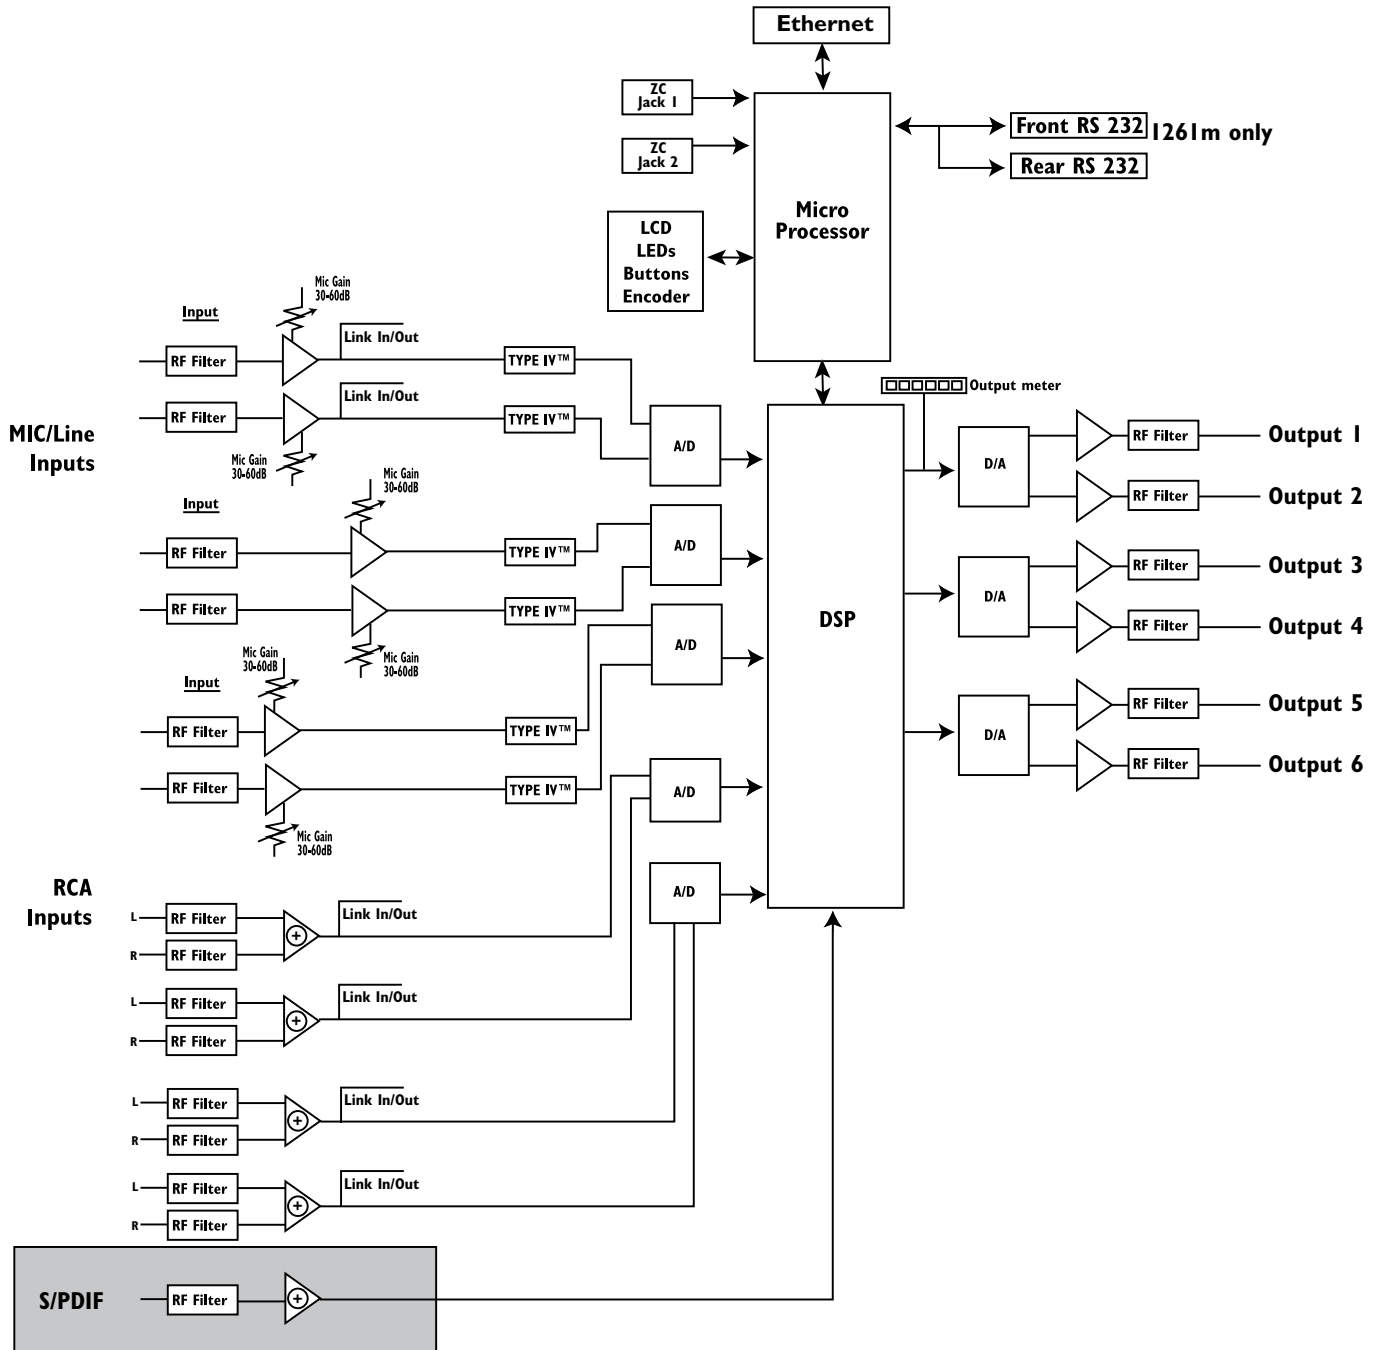 Ethernet
ZC
Jack 1
ZC
Jack 2
Front RS 232
1261m only
Rear RS 232
Micro
Processor
LCD
LEDs
Buttons
Encoder
Mic Gain
30-60dB
Input
Link In/Out
RF Filter
TYPE IV™
Output meter
Link In/Out
RF Filter
TYPE IV™
A/D
MIC/Line
Inputs
Mic Gain
30-60dB
D/A
RF Filter
Output 1
RF Filter
Output 2
Mic Gain
30-60dB
Input
RF Filter
TYPE IV™
A/D
RF Filter
TYPE IV™
DSP
D/A
RF Filter
Output 3
RF Filter
Output 4
Mic Gain
30-60dB
Mic Gain
30-60dB
Input
A/D
RF Filter
TYPE IV™
D/A
RF Filter
Output 5
RF Filter
Output 6
RF Filter
TYPE IV™
A/D
Mic Gain
30-60dB
RCA
Inputs
A/D
L
RF Filter
Link In/Out
R
RF Filter
L
RF Filter
Link In/Out
R
RF Filter
L
RF Filter
Link In/Out
R
RF Filter
L
RF Filter
Link In/Out
R
RF Filter
S/PDIF
RF Filter